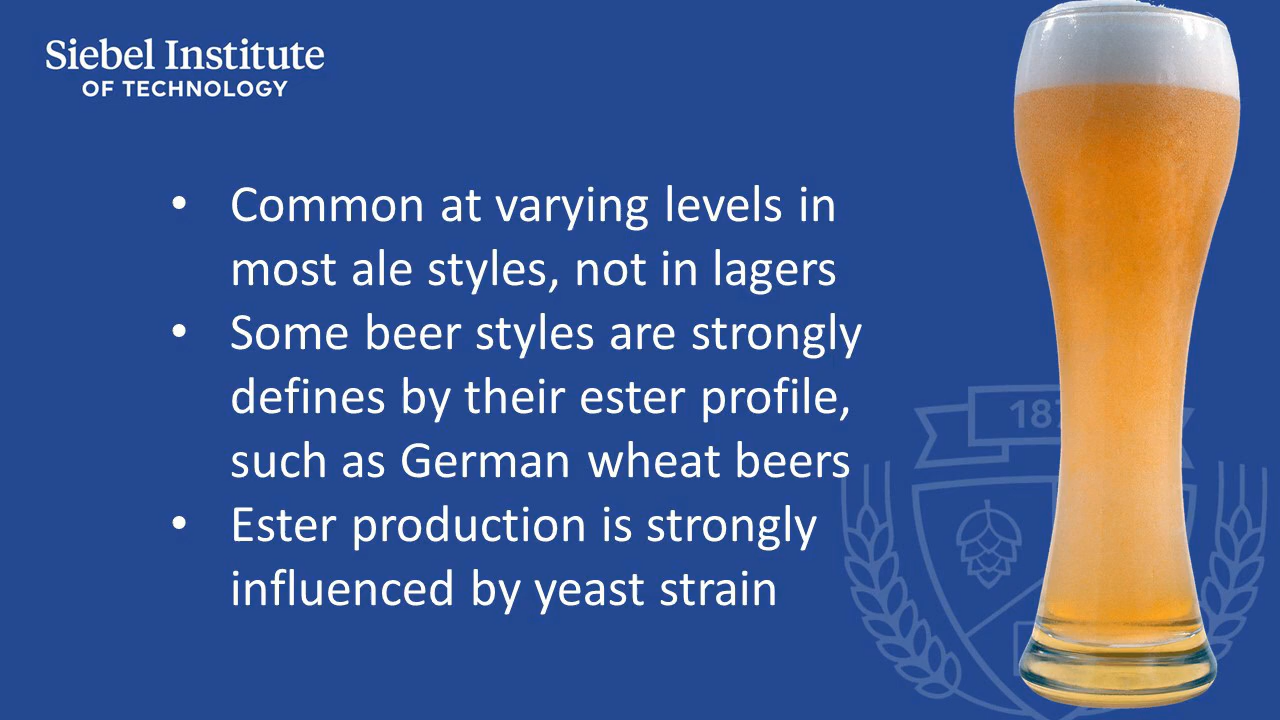 Siebel Institute
OF TECHNOLOGY
• Common at varying levels in
most ale styles, not in lagers
• Some beer styles are strongly
defines by their ester profile,
such as German wheat beers
• Ester production is strongly
influenced by yeast strain